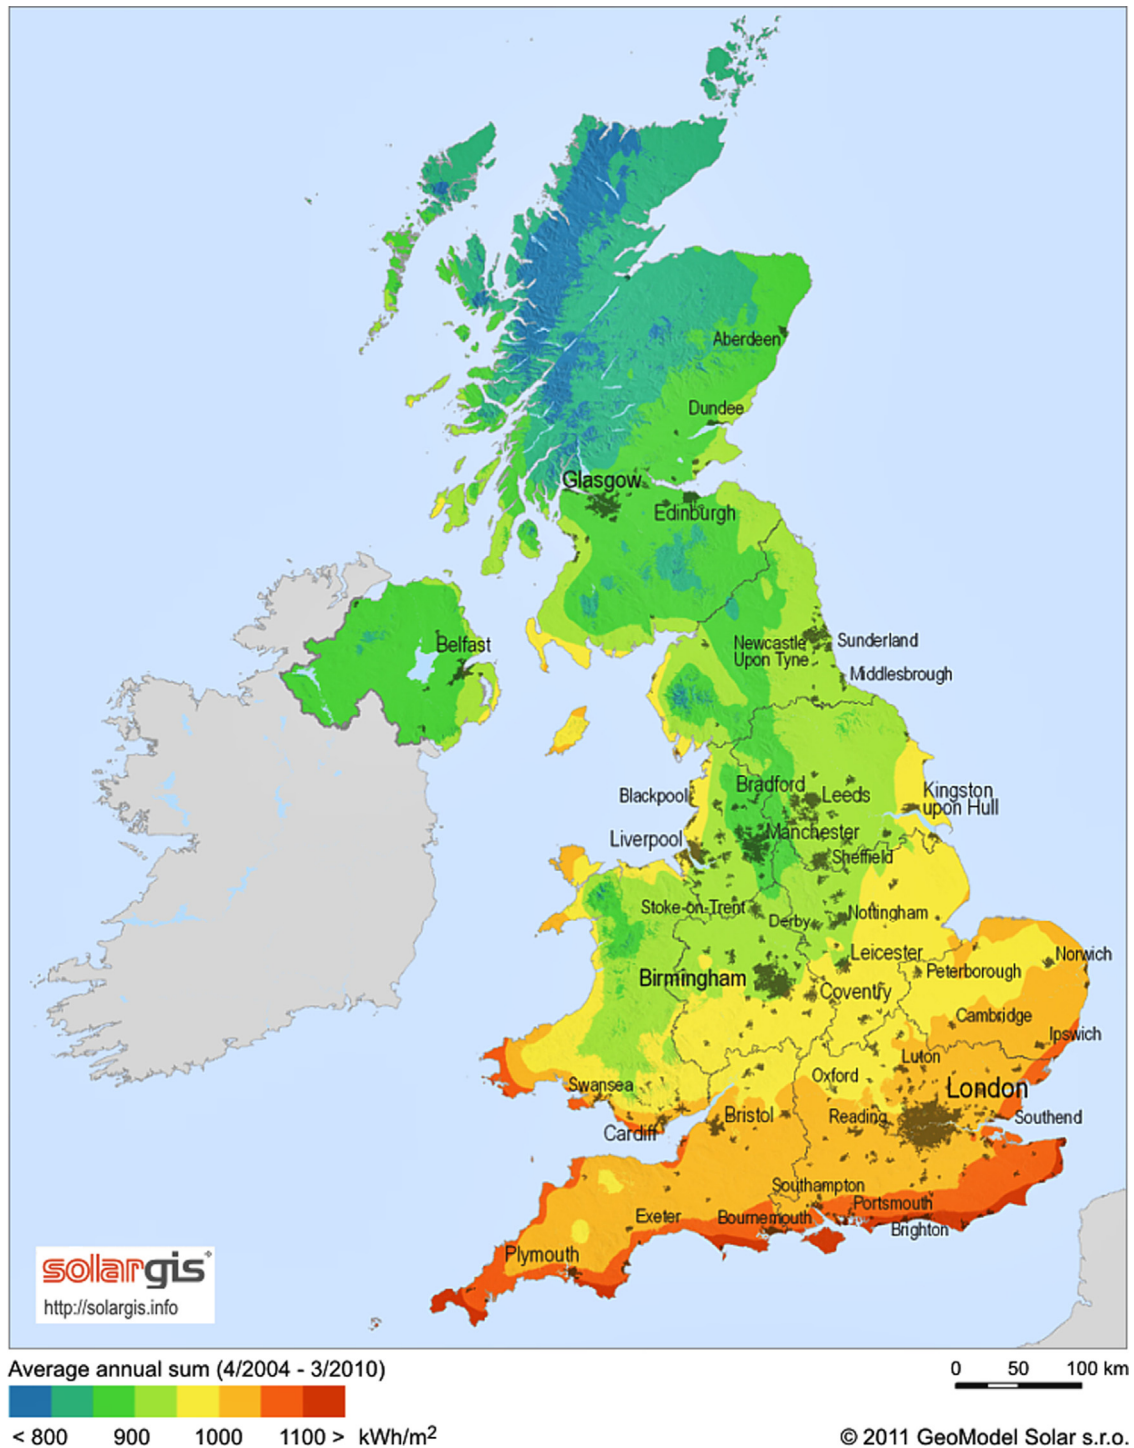 Aberdeen
Dundee
Glasgow
Edinburgh
Belfast
Newcastle
Upon Tyne
Sunderland
Middlesbrough
Blackpool
Bradford
Leeds
Kingston
upon Hull
Liverpool
Manchester
Sheffield
Stoke-on-Trent
Derby
Nottingham
Leicester
Norwich
Birmingham
Peterborough
Coventry
Cambridge
Ipswich
Luton
Swansea
Oxford
London
Cardiff
Bristol
Reading
Southend
Southampton
Exeter
Bournemouth
Portsmouth
Brighton
Plymouth
solargis
http://solargis.info
Average annual sum (4/2004 - 3/2010)
0 50 100 km
< 800 900 1000 1100 > kWh/m²
© 2011 GeoModel Solar s.r.o.